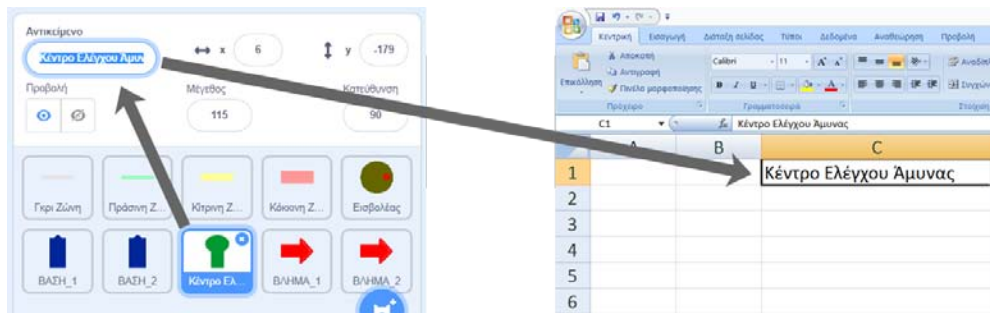 Αντικείμενο
Κέντρο Ελέγχου Άμυν
x 6
y -179
Προβολή
Μέγεθος
Κατεύθυνση
115
90
Γκρι Ζώνη
Πράσινη Ζ...
Κίτρινη Ζ...
Κόκκινη Ζ...
Εισβολέας
ΒΑΣΗ_1
ΒΑΣΗ_2
Κέντρο Ελ...
ΒΛΗΜΑ_1
ΒΛΗΜΑ_2
Κεντρική Εισαγωγή Διάταξη σελίδας Τύποι Δεδομένα Αναθεώρηση Προβολή
Επικόλληση
Αποκοπή
Αντιγραφή
Πινέλο μορφοποίησης
Πρόχειρο
Calibri 11
B I U
Γραμματοσειρά
C1 fx Κέντρο Ελέγχου Άμυνας
A B C
1 Κέντρο Ελέγχου Άμυνας
2
3
4
5
6